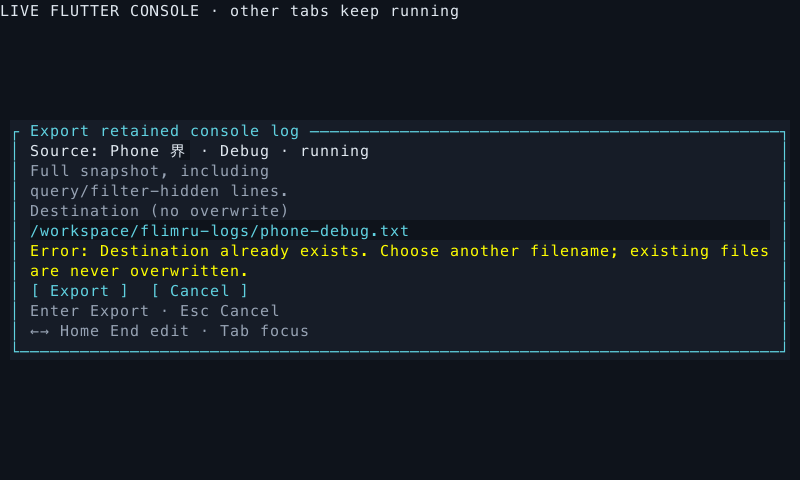 LIVE FLUTTER CONSOLE · other tabs keep running
Export retained console log
Source: Phone 界 · Debug · running
Full snapshot, including
query/filter-hidden lines.
Destination (no overwrite)
/workspace/flimru-logs/phone-debug.txt
Error: Destination already exists. Choose another filename; existing files
are never overwritten.
[ Export ]  [ Cancel ]
Enter Export · Esc Cancel
←→ Home End edit · Tab focus